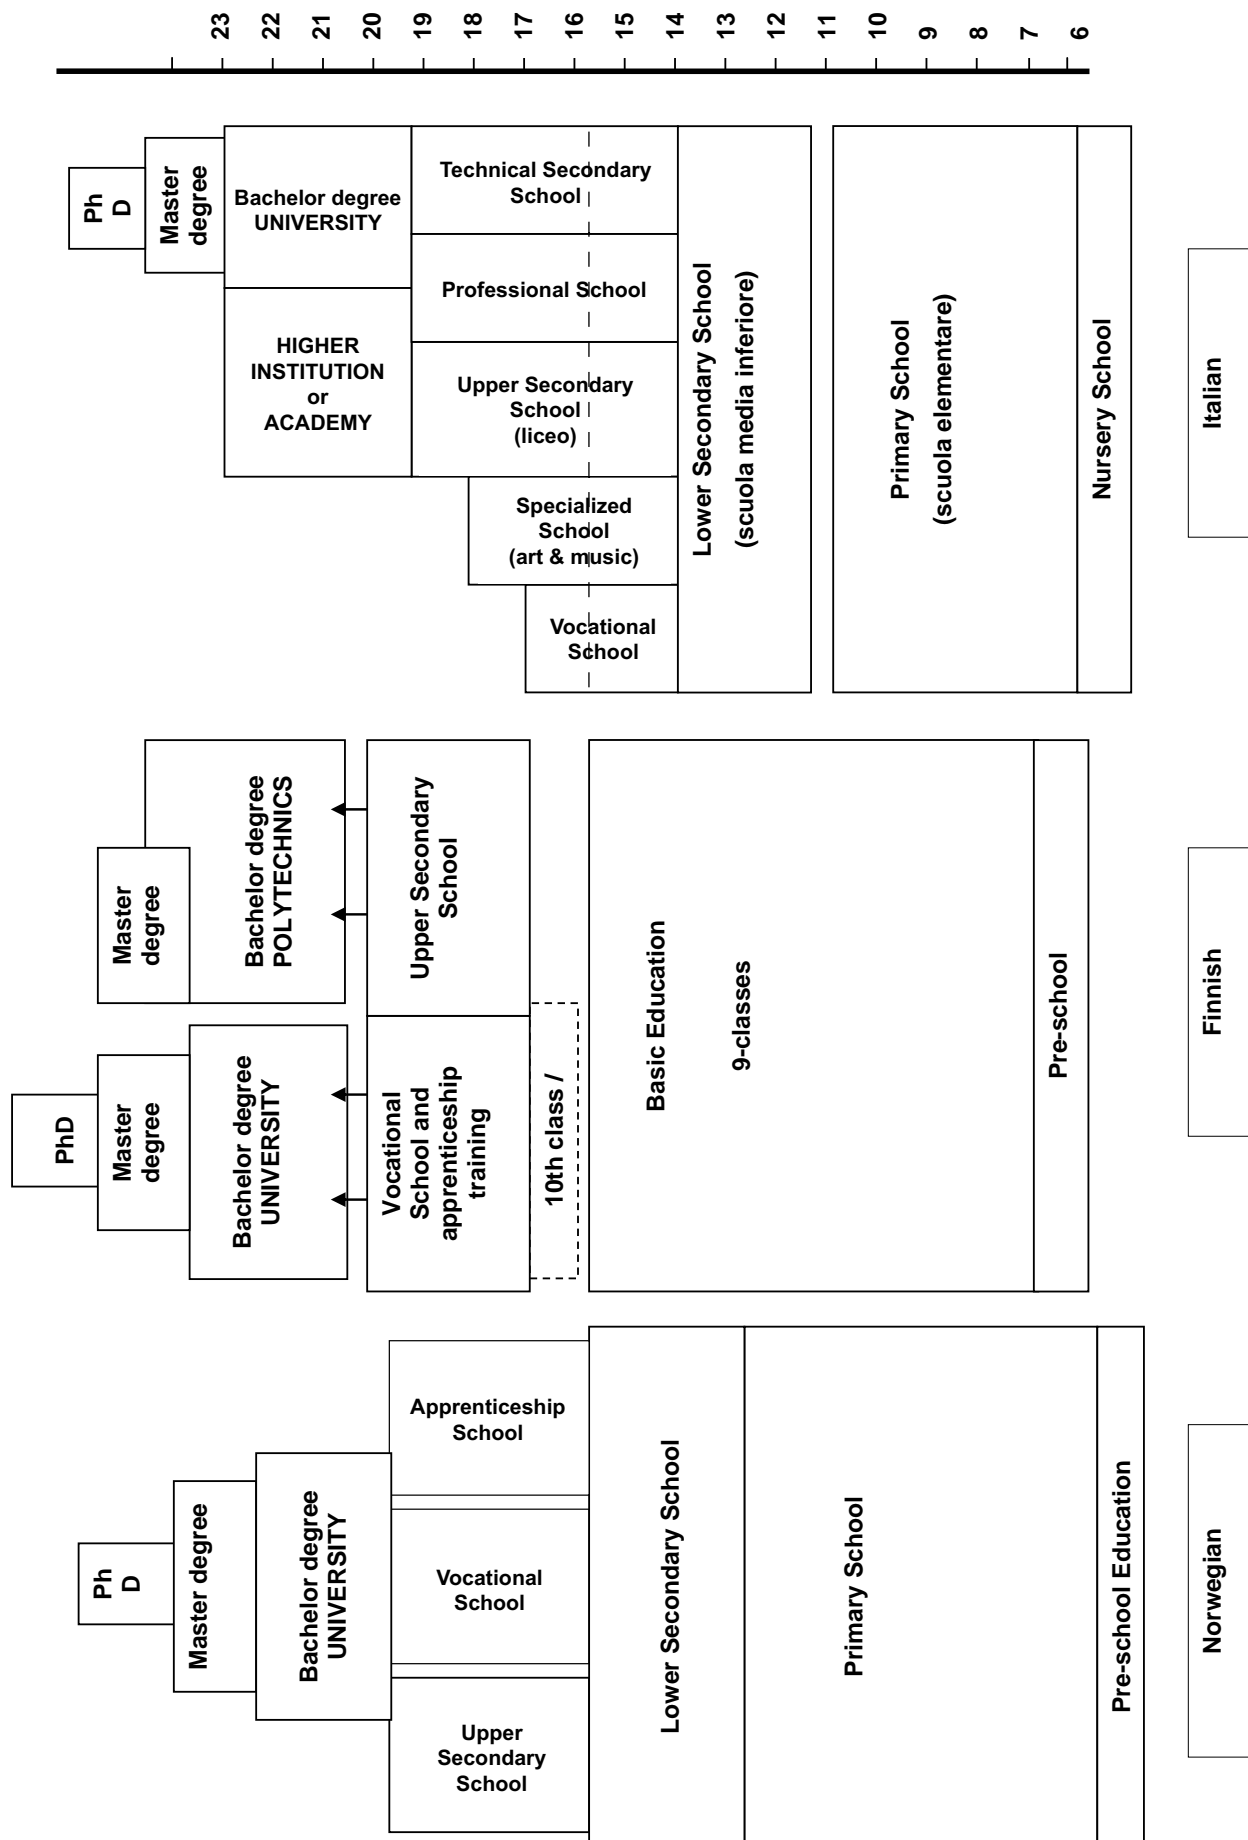 23
22
21
20
19
18
17
16
15
14
13
12
11
10
9
8
7
6
Ph
D
Master
degree
Bachelor degree
UNIVERSITY
HIGHER
INSTITUTION
or
ACADEMY
Technical Secondary
School
Professional School
Upper Secondary
School
(liceo)
Specialized
School
(art & music)
Vocational
School
Lower Secondary School
(scuola media inferiore)
Primary School
(scuola elementare)
Nursery School
Italian
Master
degree
Bachelor degree
POLYTECHNICS
Upper Secondary
School
PhD
Master
degree
Bachelor degree
UNIVERSITY
Vocational
School and
apprenticeship
training
10th class /
Basic Education
9-classes
Pre-school
Finnish
Ph
D
Master degree
Bachelor degree
UNIVERSITY
Apprenticeship
School
Vocational
School
Upper
Secondary
School
Lower Secondary School
Primary School
Pre-school Education
Norwegian